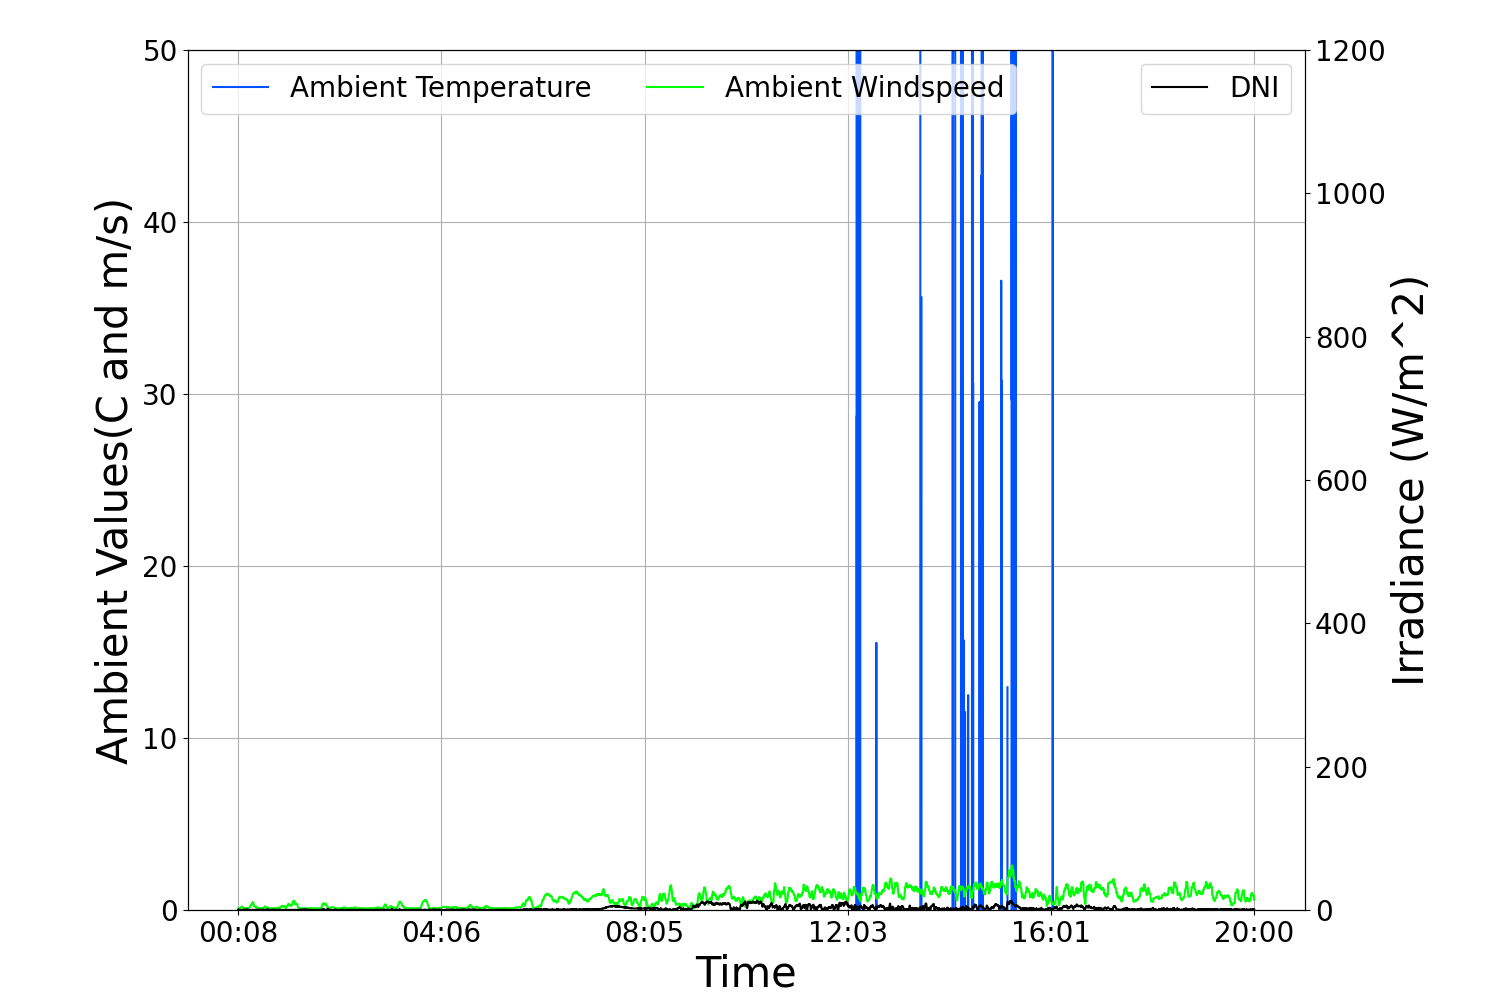 Ambient Temperature
Ambient Windspeed
DNI
50
40
30
20
10
0
Ambient Values(C and m/s)
1200
1000
800
600
400
200
0
Irradiance (W/m^2)
00:08 04:06 08:05 12:03 16:01 20:00
Time